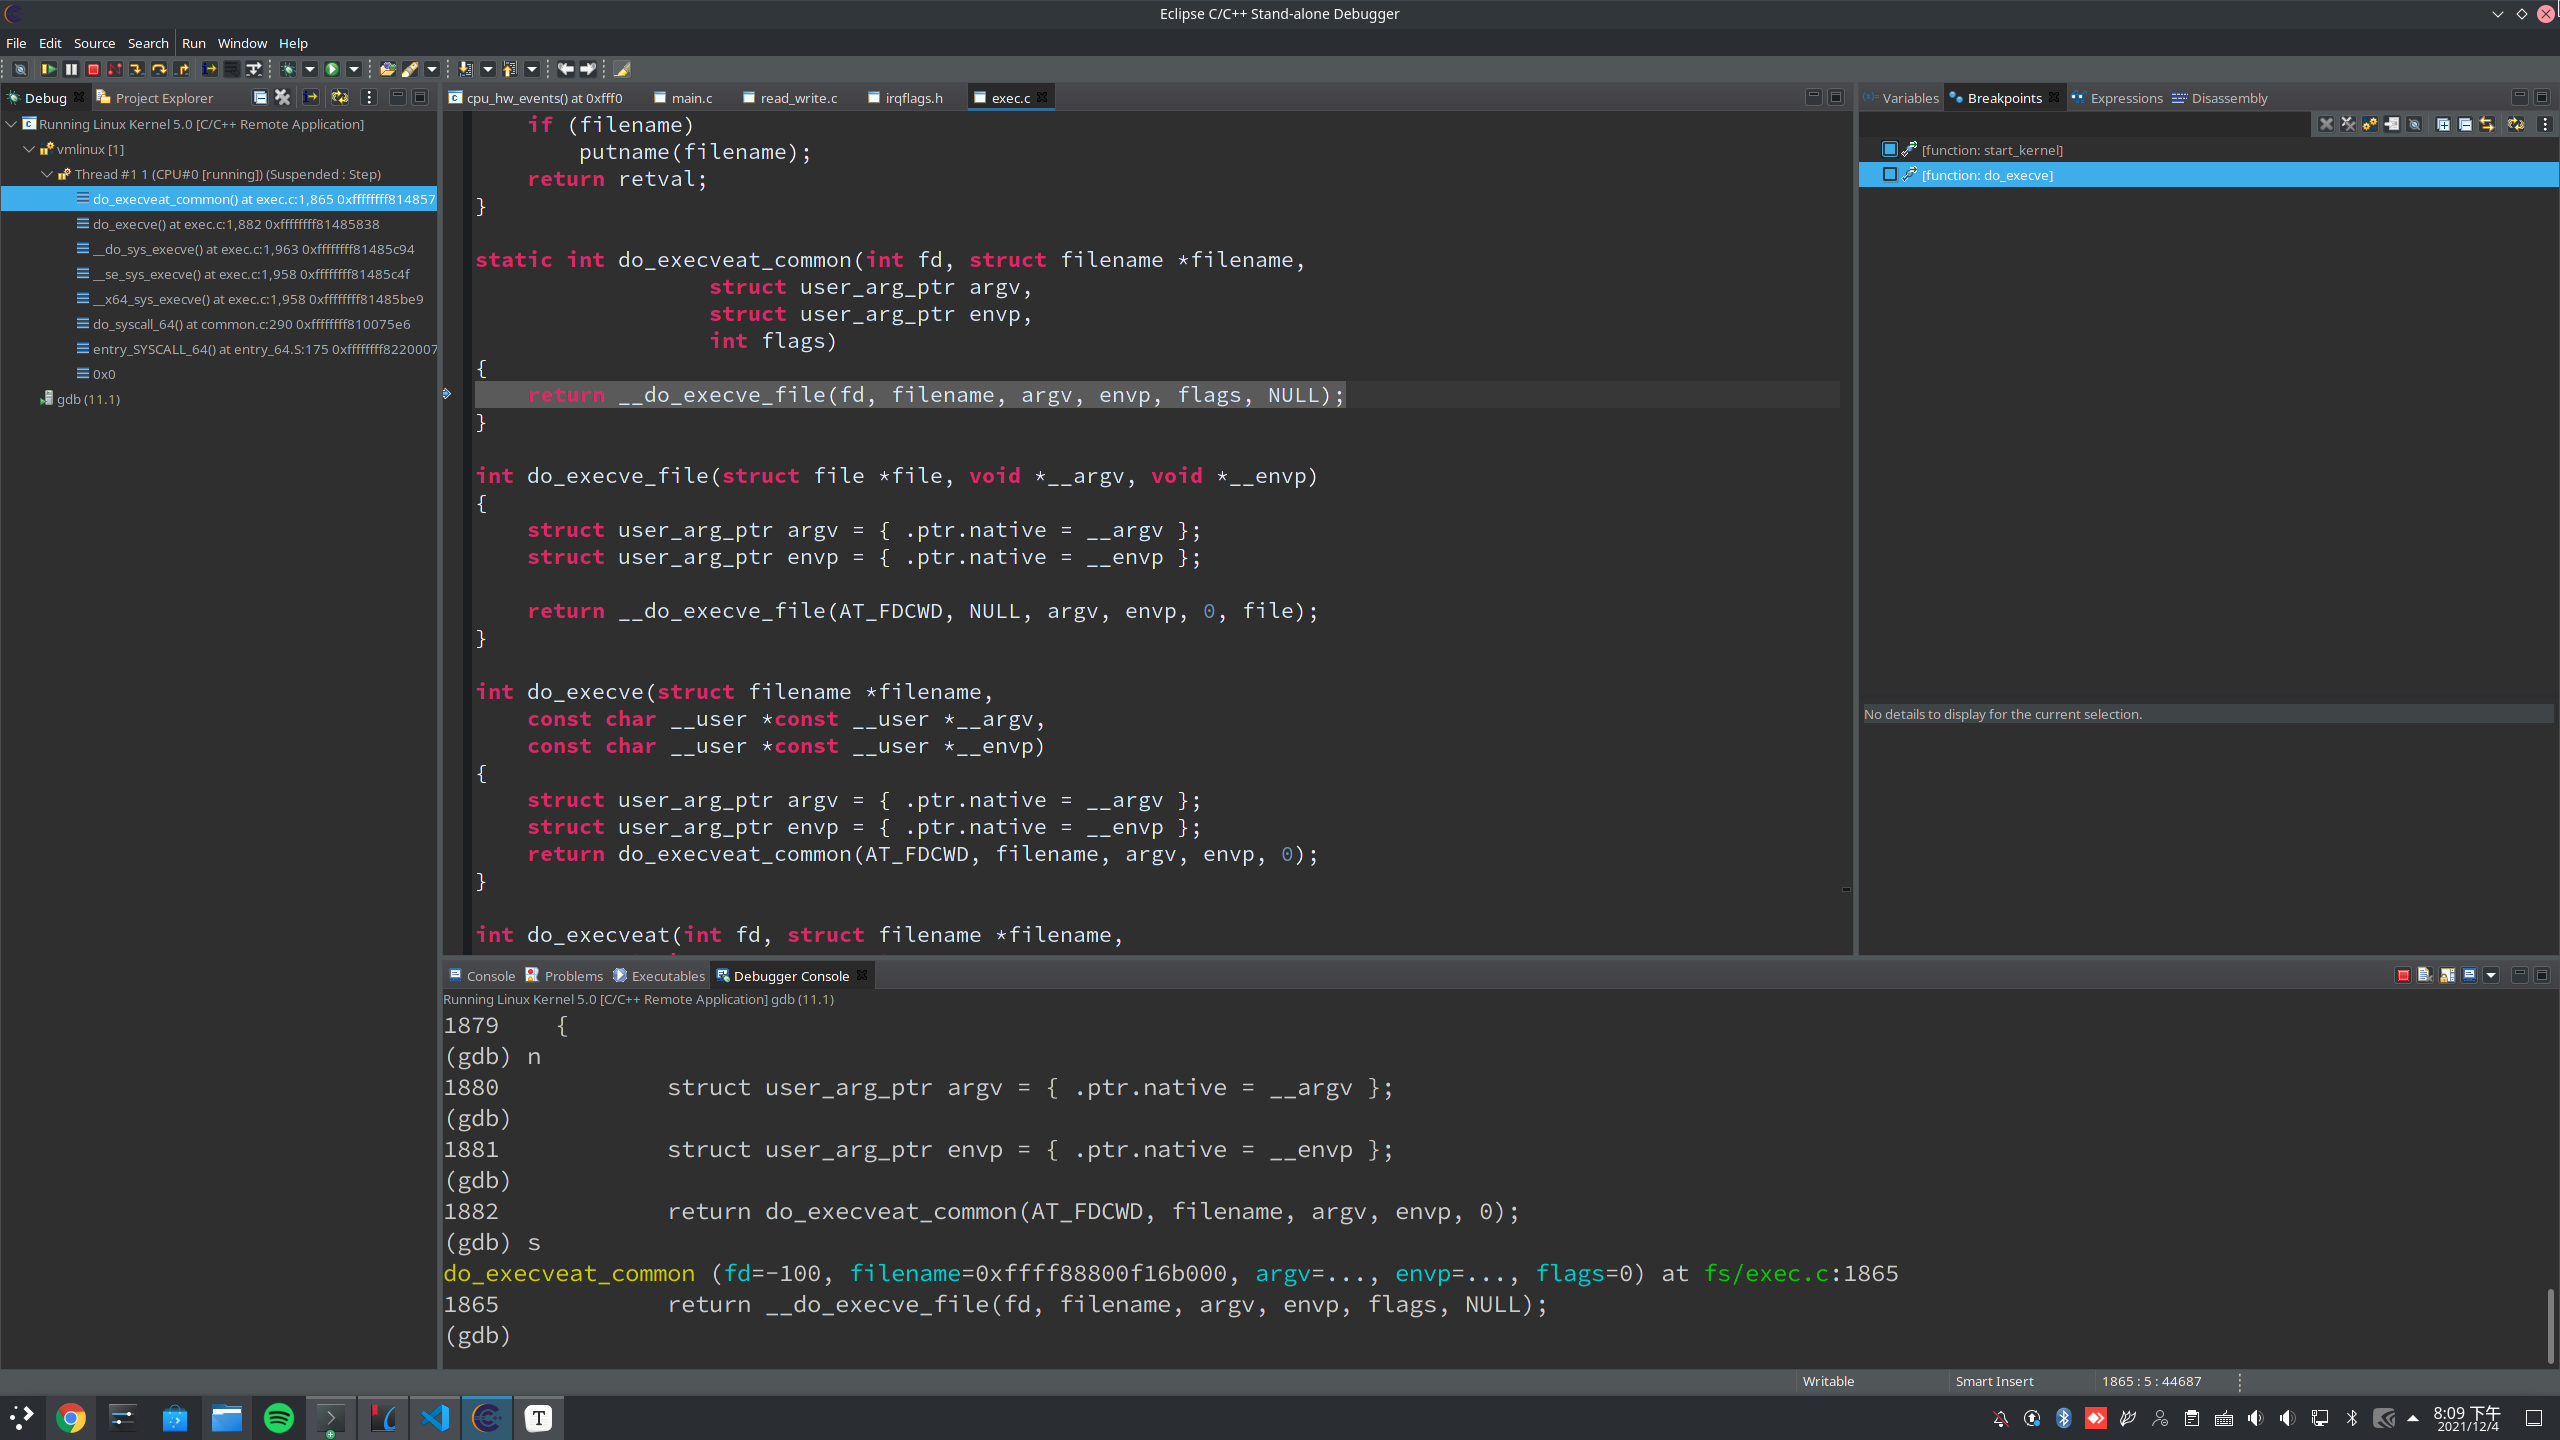 Eclipse C/C++ Stand-alone Debugger
File Edit Source Search Run Window Help
Debug Project Explorer
Running Linux Kernel 5.0 [C/C++ Remote Application]
vmlinux [1]
Thread #1 1 (CPU#0 [running]) (Suspended : Step)
do_execveat_common() at exec.c:1,865 0xffffffff814857
do_execve() at exec.c:1,882 0xffffffff81485838
__do_sys_execve() at exec.c:1,963 0xffffffff81485c94
__se_sys_execve() at exec.c:1,958 0xffffffff81485c4f
__x64_sys_execve() at exec.c:1,958 0xffffffff81485be9
do_syscall_64() at common.c:290 0xffffffff810075e6
entry_SYSCALL_64() at entry_64.S:175 0xffffffff8220007
0x0
gdb (11.1)
cpu_hw_events() at 0xfff0 main.c read_write.c irqflags.h exec.c
if (filename)
putname(filename);
return retval;
}
static int do_execveat_common(int fd, struct filename *filename,
struct user_arg_ptr argv,
struct user_arg_ptr envp,
int flags)
{
return __do_execve_file(fd, filename, argv, envp, flags, NULL);
}
int do_execve_file(struct file *file, void *__argv, void *__envp)
{
struct user_arg_ptr argv = { .ptr.native = __argv };
struct user_arg_ptr envp = { .ptr.native = __envp };
return __do_execve_file(AT_FDCWD, NULL, argv, envp, 0, file);
}
int do_execve(struct filename *filename,
const char __user *const __user *__argv,
const char __user *const __user *__envp)
{
struct user_arg_ptr argv = { .ptr.native = __argv };
struct user_arg_ptr envp = { .ptr.native = __envp };
return do_execveat_common(AT_FDCWD, filename, argv, envp, 0);
}
int do_execveat(int fd, struct filename *filename,
Variables Breakpoints Expressions Disassembly
[function: start_kernel]
[function: do_execve]
No details to display for the current selection.
Console Problems Executables Debugger Console
Running Linux Kernel 5.0 [C/C++ Remote Application] gdb (11.1)
1879 {
(gdb) n
1880 struct user_arg_ptr argv = { .ptr.native = __argv };
(gdb)
1881 struct user_arg_ptr envp = { .ptr.native = __envp };
(gdb)
1882 return do_execveat_common(AT_FDCWD, filename, argv, envp, 0);
(gdb) s
do_execveat_common (fd=-100, filename=0xffff88800f16b000, argv=..., envp=..., flags=0) at fs/exec.c:1865
1865 return __do_execve_file(fd, filename, argv, envp, flags, NULL);
(gdb)
Writable Smart Insert 1865 : 5 : 44687
8:09 下午
2021/12/4